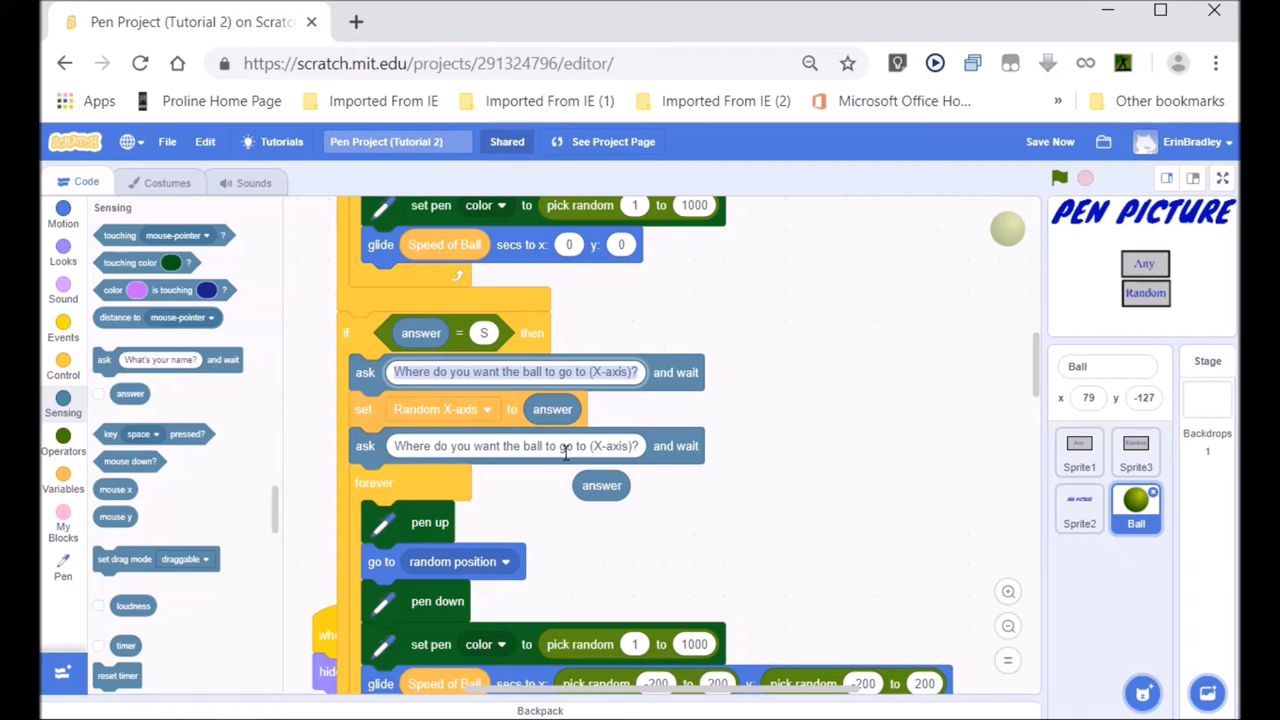 Pen Project (Tutorial 2) on Scratc
https://scratch.mit.edu/projects/291324796/editor/
Apps Proline Home Page Imported From IE Imported From IE (1) Imported From IE (2) Microsoft Office Ho... » Other bookmarks
SCRATCH File Edit Tutorials Pen Project (Tutorial 2) Shared See Project Page Save Now ErinBradley
Code Costumes Sounds
Motion
Looks
Sound
Events
Control
Sensing
Operators
Variables
My Blocks
Pen
Sensing
touching mouse-pointer ?
touching color ?
color is touching ?
distance to mouse-pointer
ask What's your name? and wait
answer
key space pressed?
mouse down?
mouse x
mouse y
set drag mode draggable
loudness
timer
reset timer
set pen color to pick random 1 to 1000
glide Speed of Ball secs to x: 0 y: 0
if answer = S then
ask Where do you want the ball to go to (X-axis)? and wait
set Random X-axis to answer
ask Where do you want the ball to go to (X-axis)? and wait
forever
answer
pen up
go to random position
pen down
set pen color to pick random 1 to 1000
glide Speed of Ball secs to x: pick random -200 to 200 y: pick random -200 to 200
hide
PEN PICTURE
Any
Random
Ball
x 79 y -127
Any Random
Sprite1 Sprite3
PEN PICTURE
Sprite2 Ball
Stage
Backdrops
1
Backpack